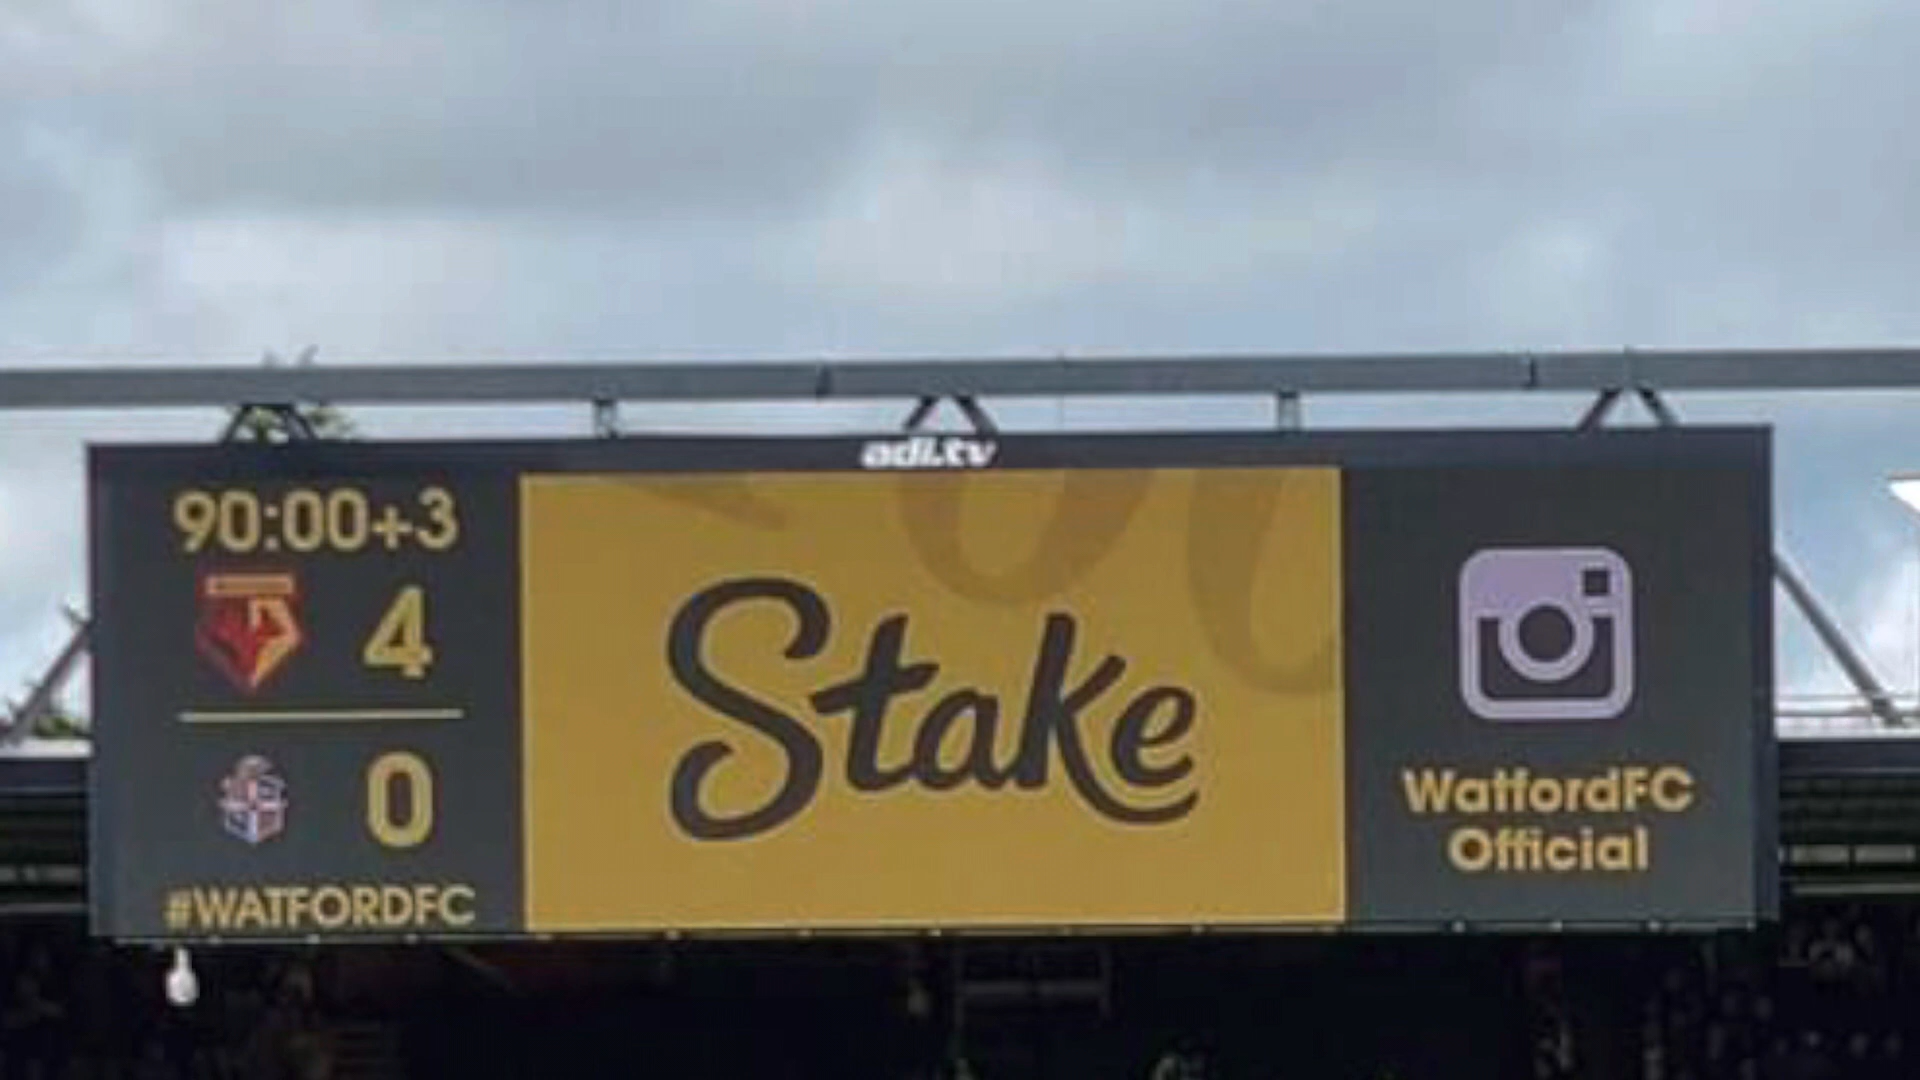 adi.tv
90:00+3
4
0
#WATFORDFC
Stake
WatfordFC
Official